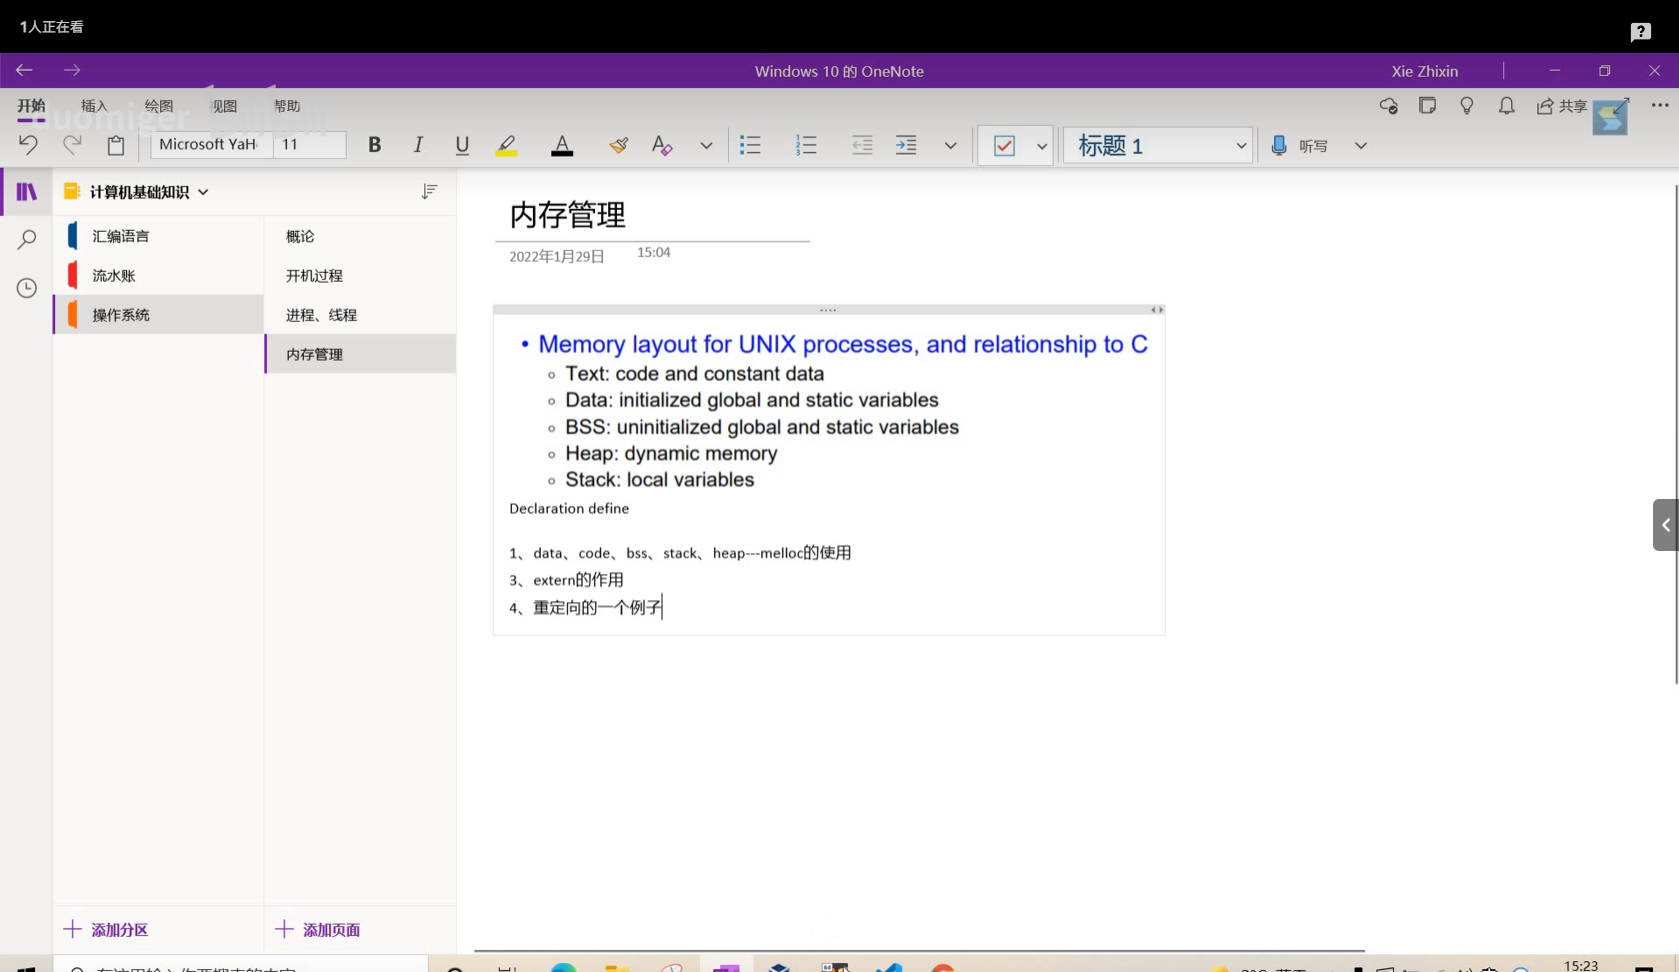 1人正在看
Windows 10 的 OneNote
Xie Zhixin
开始 插入 绘图 视图 帮助
共享
duomiger
Microsoft YaH 11
B I U
标题 1
听写
计算机基础知识
汇编语言
流水账
操作系统
概论
开机过程
进程、线程
内存管理
内存管理
2022年1月29日 15:04
• Memory layout for UNIX processes, and relationship to C
◦ Text: code and constant data
◦ Data: initialized global and static variables
◦ BSS: uninitialized global and static variables
◦ Heap: dynamic memory
◦ Stack: local variables
Declaration define
1、data、code、bss、stack、heap---melloc的使用
3、extern的作用
4、重定向的一个例子
添加分区
添加页面
15:23